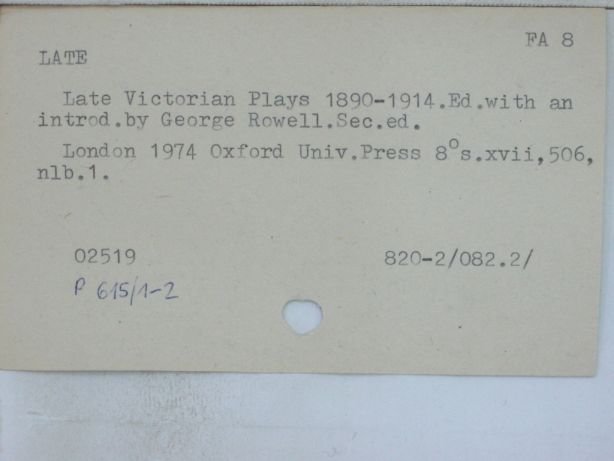 FA 8
LATE
Late Victorian Plays 1890-1914.Ed.with an
introd.by George Rowell.Sec.ed.
London 1974 Oxford Univ.Press 8°s.xvii,506,
nlb.1.
02519 820-2/082.2/
P 615/1-2